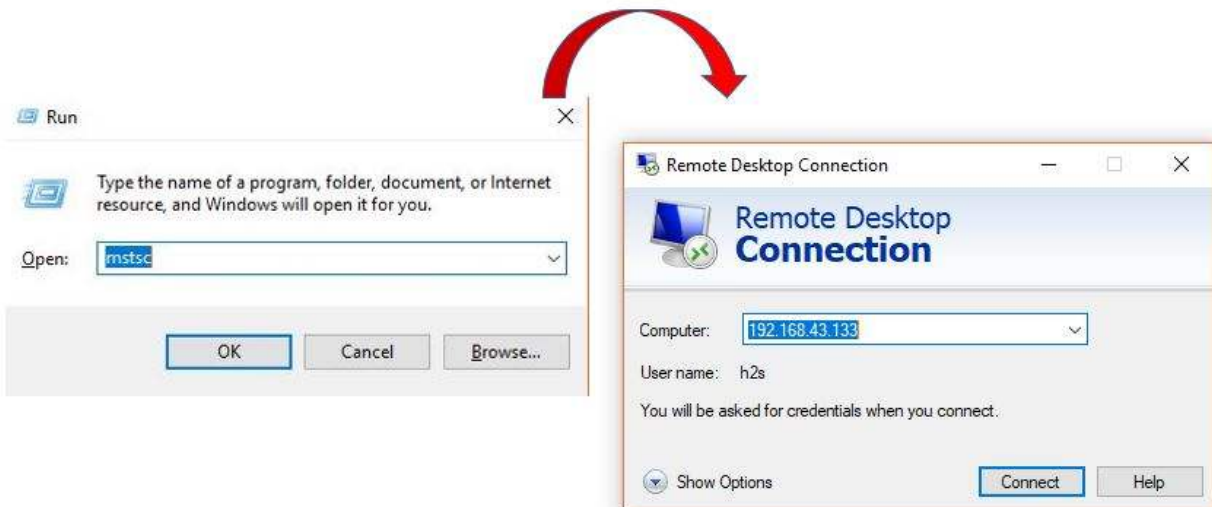 Run
Type the name of a program, folder, document, or Internet
resource, and Windows will open it for you.
Open: mstsc
OK Cancel Browse...
Remote Desktop Connection
Remote Desktop
Connection
Computer: 192.168.43.133
User name: h2s
You will be asked for credentials when you connect.
Show Options Connect Help